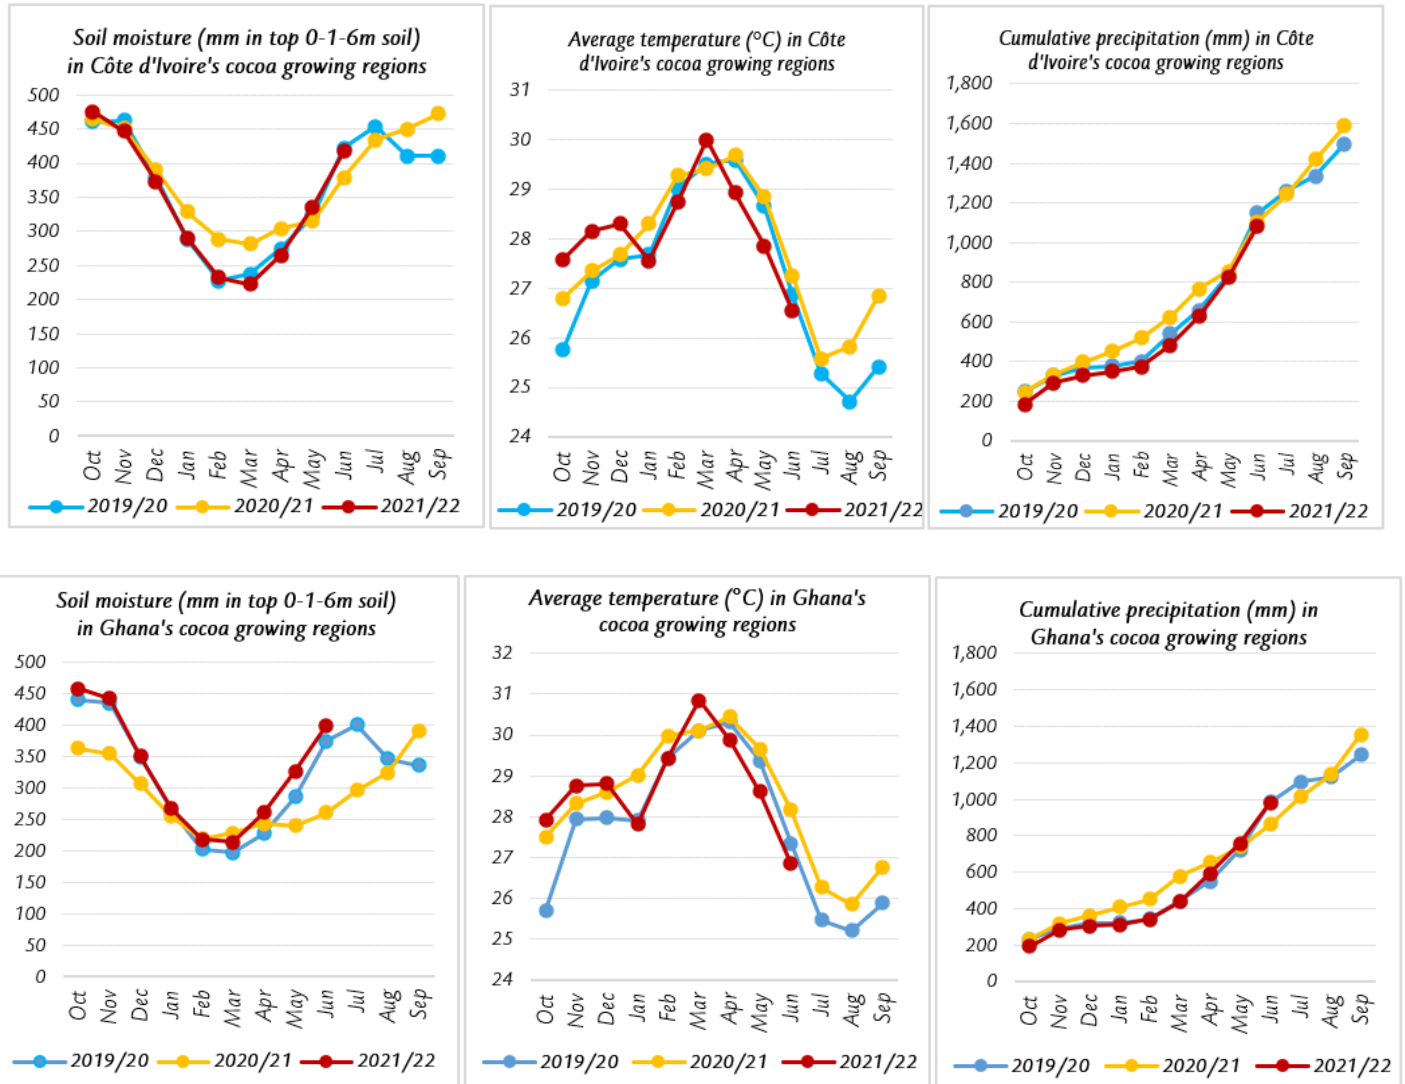 Soil moisture (mm in top 0-1-6m soil)
in Côte d'Ivoire's cocoa growing regions
500
450
400
350
300
250
200
150
100
50
0
Oct
Nov
Dec
Jan
Feb
Mar
Apr
May
Jun
Jul
Aug
Sep
2019/20 2020/21 2021/22
Average temperature (°C) in Côte
d'Ivoire's cocoa growing regions
31
30
29
28
27
26
25
24
Oct
Nov
Dec
Jan
Feb
Mar
Apr
May
Jun
Jul
Aug
Sep
2019/20 2020/21 2021/22
Cumulative precipitation (mm) in Côte
d'Ivoire's cocoa growing regions
1,800
1,600
1,400
1,200
1,000
800
600
400
200
0
Oct
Nov
Dec
Jan
Feb
Mar
Apr
May
Jun
Jul
Aug
Sep
2019/20 2020/21 2021/22
Soil moisture (mm in top 0-1-6m soil)
in Ghana's cocoa growing regions
500
450
400
350
300
250
200
150
100
50
0
Oct
Nov
Dec
Jan
Feb
Mar
Apr
May
Jun
Jul
Aug
Sep
2019/20 2020/21 2021/22
Average temperature (°C) in Ghana's
cocoa growing regions
32
31
30
29
28
27
26
25
24
Oct
Nov
Dec
Jan
Feb
Mar
Apr
May
Jun
Jul
Aug
Sep
2019/20 2020/21 2021/22
Cumulative precipitation (mm) in
Ghana's cocoa growing regions
1,800
1,600
1,400
1,200
1,000
800
600
400
200
0
Oct
Nov
Dec
Jan
Feb
Mar
Apr
May
Jun
Jul
Aug
Sep
2019/20 2020/21 2021/22